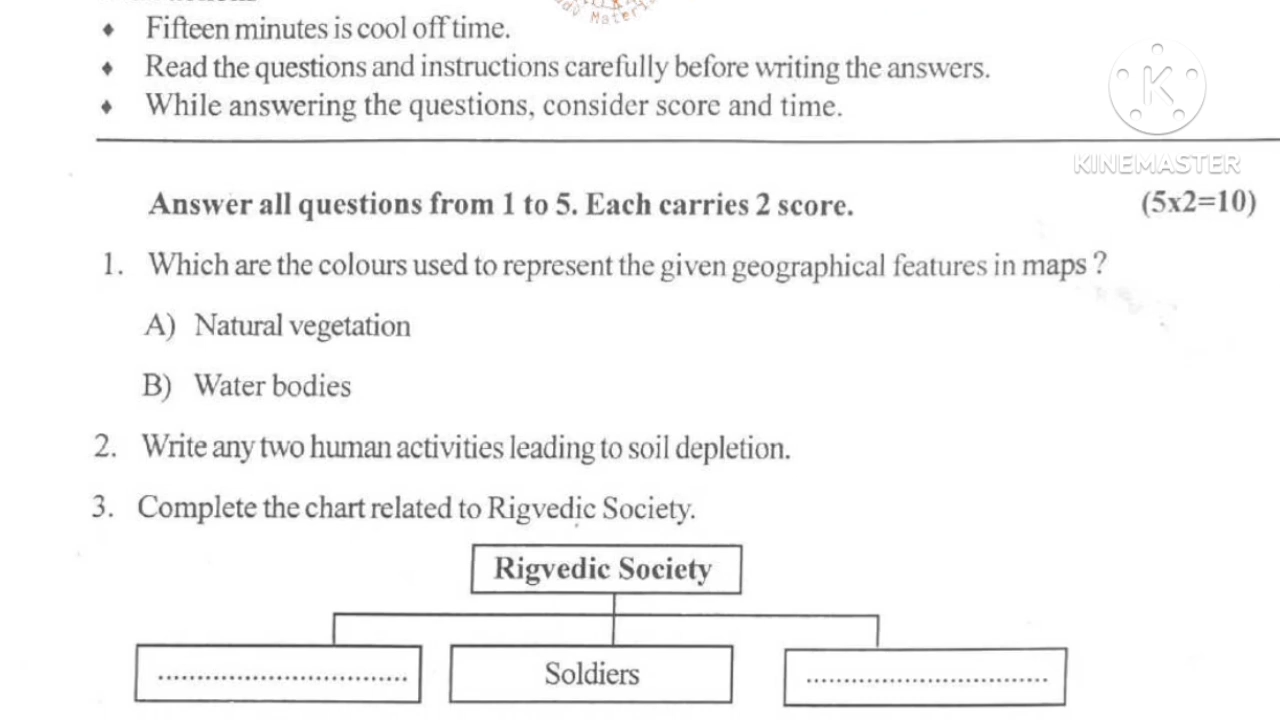 ♦ Fifteen minutes is cool off time.
♦ Read the questions and instructions carefully before writing the answers.
♦ While answering the questions, consider score and time.
KINEMASTER
Answer all questions from 1 to 5. Each carries 2 score. (5x2=10)
1. Which are the colours used to represent the given geographical features in maps ?
A) Natural vegetation
B) Water bodies
2. Write any two human activities leading to soil depletion.
3. Complete the chart related to Rigvedic Society.
Rigvedic Society
................................ Soldiers ................................